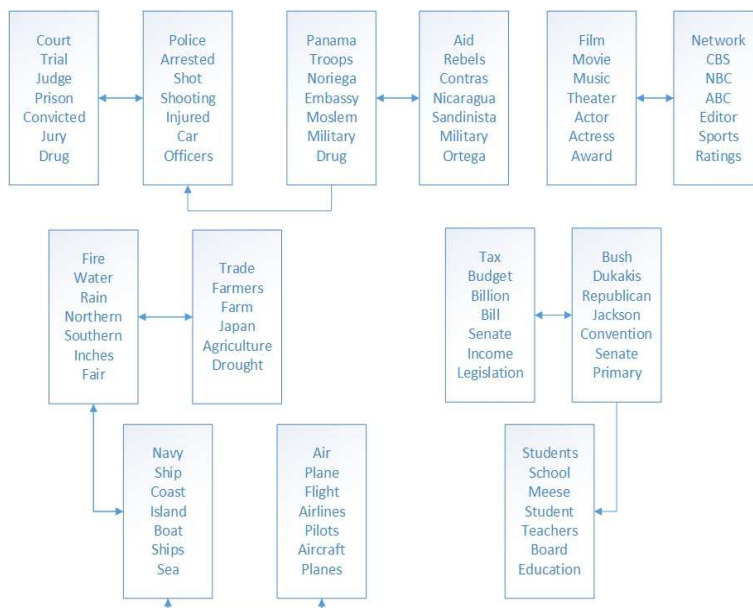 Court
Trial
Judge
Prison
Convicted
Jury
Drug
Police
Arrested
Shot
Shooting
Injured
Car
Officers
Panama
Troops
Noriega
Embassy
Moslem
Military
Drug
Aid
Rebels
Contras
Nicaragua
Sandinista
Military
Ortega
Film
Movie
Music
Theater
Actor
Actress
Award
Network
CBS
NBC
ABC
Editor
Sports
Ratings
Fire
Water
Rain
Northern
Southern
Inches
Fair
Trade
Farmers
Farm
Japan
Agriculture
Drought
Tax
Budget
Billion
Bill
Senate
Income
Legislation
Bush
Dukakis
Republican
Jackson
Convention
Senate
Primary
Navy
Ship
Coast
Island
Boat
Ships
Sea
Air
Plane
Flight
Airlines
Pilots
Aircraft
Planes
Students
School
Meese
Student
Teachers
Board
Education